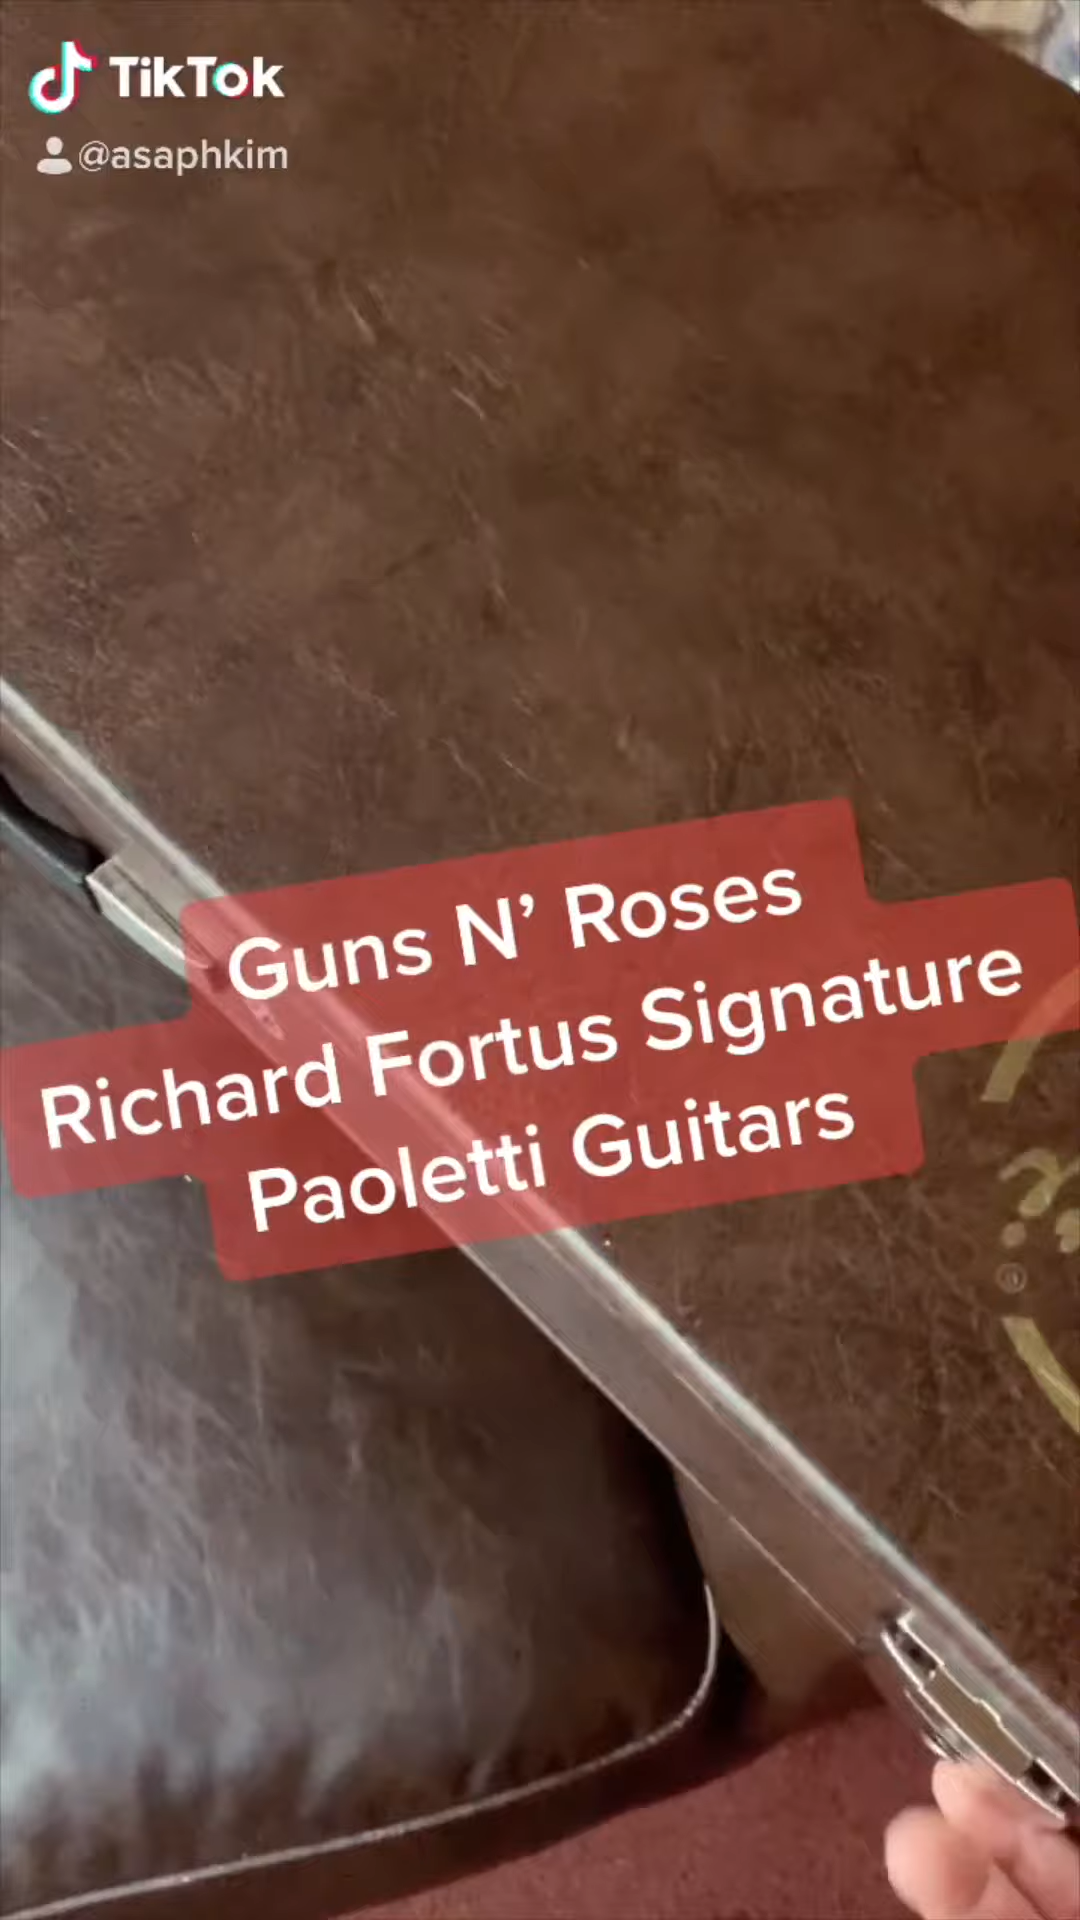 TikTok
@asaphkim
Guns N’ Roses
Richard Fortus Signature
Paoletti Guitars
®